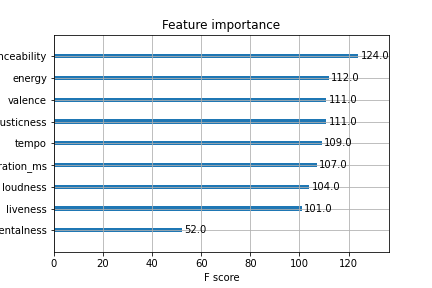 Feature importance
nceability
124.0
energy
112.0
valence
111.0
usticness
111.0
tempo
109.0
ration_ms
107.0
loudness
104.0
liveness
101.0
entalness
52.0
0 20 40 60 80 100 120
F score